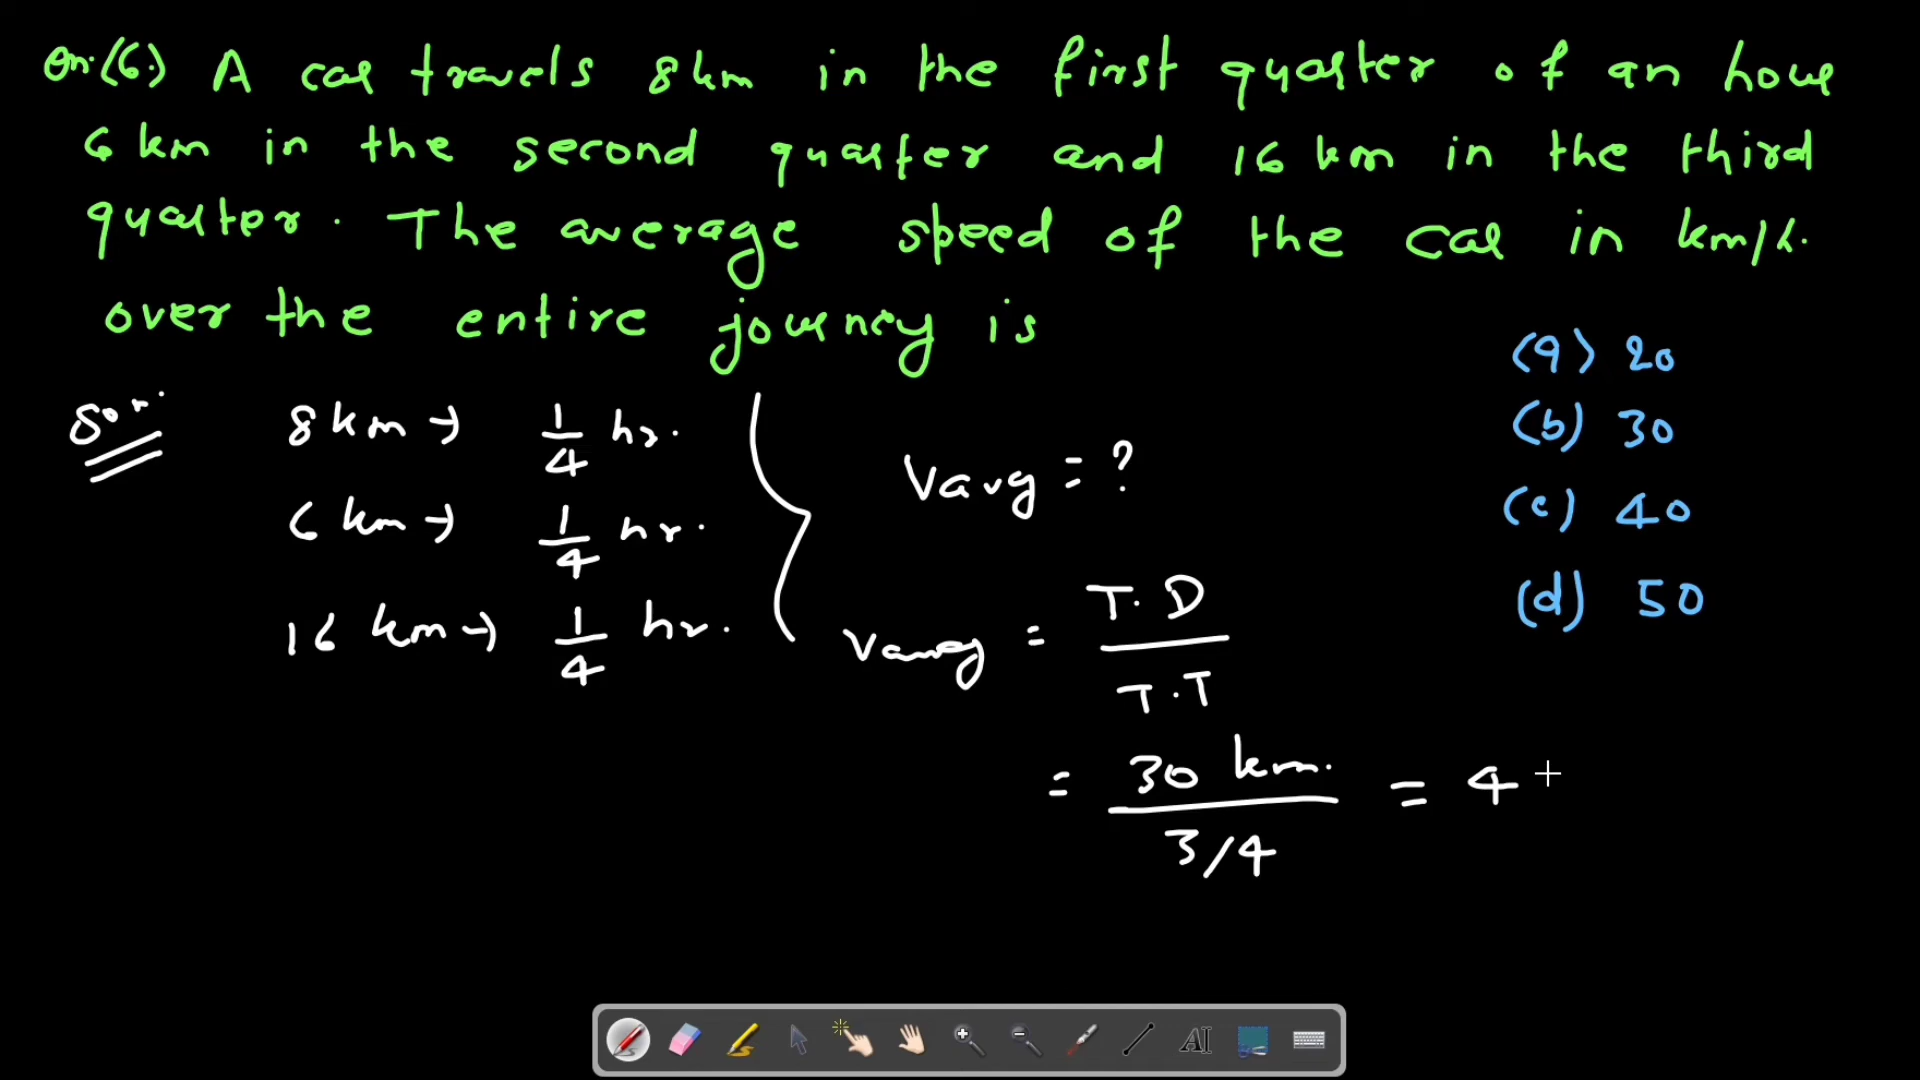 Qn.(6.) A car travels 8km in the first quarter of an hour
6 km in the second quarter and 16 km in the third
quarter. The average speed of the car in km/h.
over the entire journey is
(a) 20
(b) 30
(c) 40
(d) 50
Son.
8 km → 1/4 hr.
6 km → 1/4 hr.
16 km → 1/4 hr.
Vavg = ?
Vavg = T.D / T.T
= 30 km. / 3/4 = 4
AI